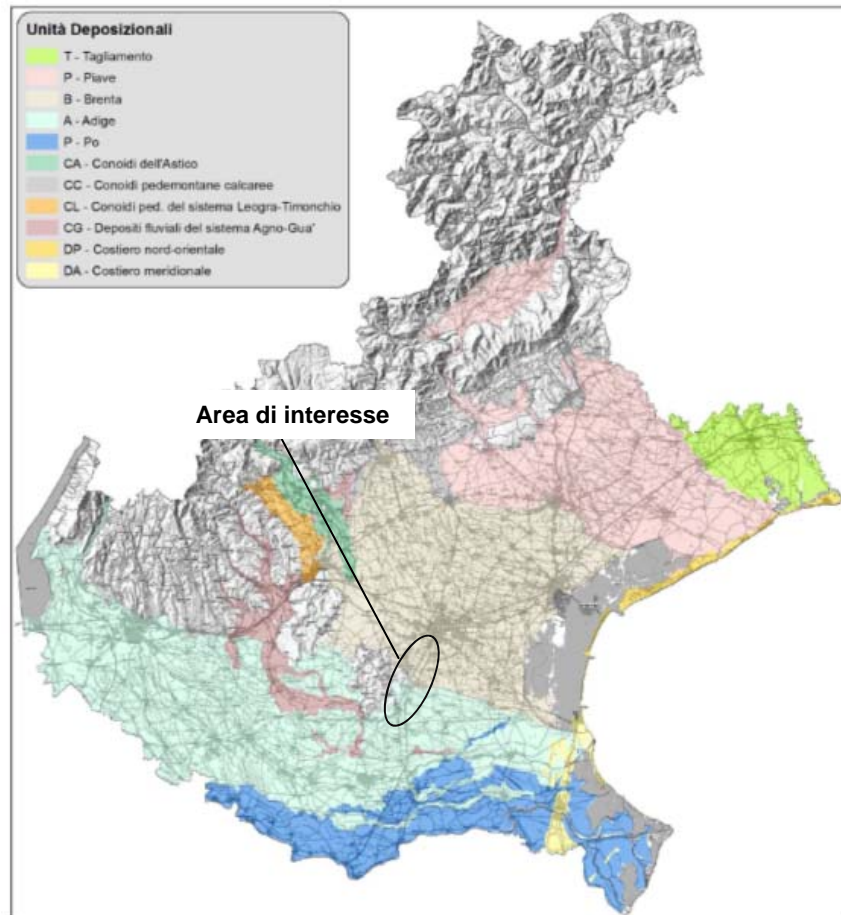 Unità Deposizionali
T - Tagliamento
P - Piave
B - Brenta
A - Adige
P - Po
CA - Conoidi dell'Astico
CC - Conoidi pedemontane calcaree
CL - Conoidi ped. del sistema Leogra-Timonchio
CG - Depositi fluviali del sistema Agno-Gua'
DP - Costiero nord-orientale
DA - Costiero meridionale
Area di interesse